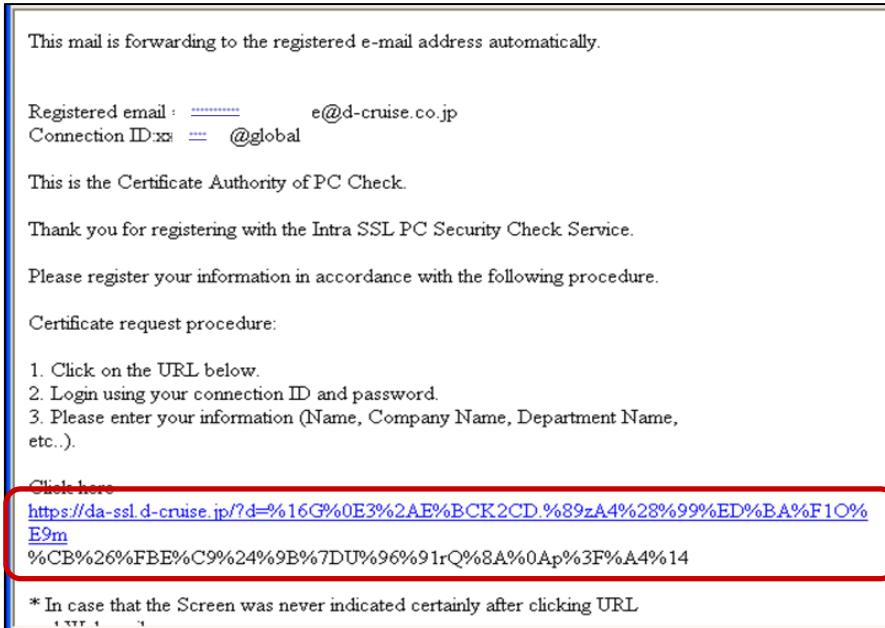 This mail is forwarding to the registered e-mail address automatically.
Registered email : e@d-cruise.co.jp
Connection ID:xx @global
This is the Certificate Authority of PC Check.
Thank you for registering with the Intra SSL PC Security Check Service.
Please register your information in accordance with the following procedure.
Certificate request procedure:
1. Click on the URL below.
2. Login using your connection ID and password.
3. Please enter your information (Name, Company Name, Department Name,
etc..).
Click here
https://da-ssl.d-cruise.jp/?d=%16G%0E3%2AE%BCK2CD.%89zA4%28%99%ED%BA%F1O%
E9m
%CB%26%FBE%C9%24%9B%7DU%96%91rQ%8A%0Ap%3F%A4%14
* In case that the Screen was never indicated certainly after clicking URL